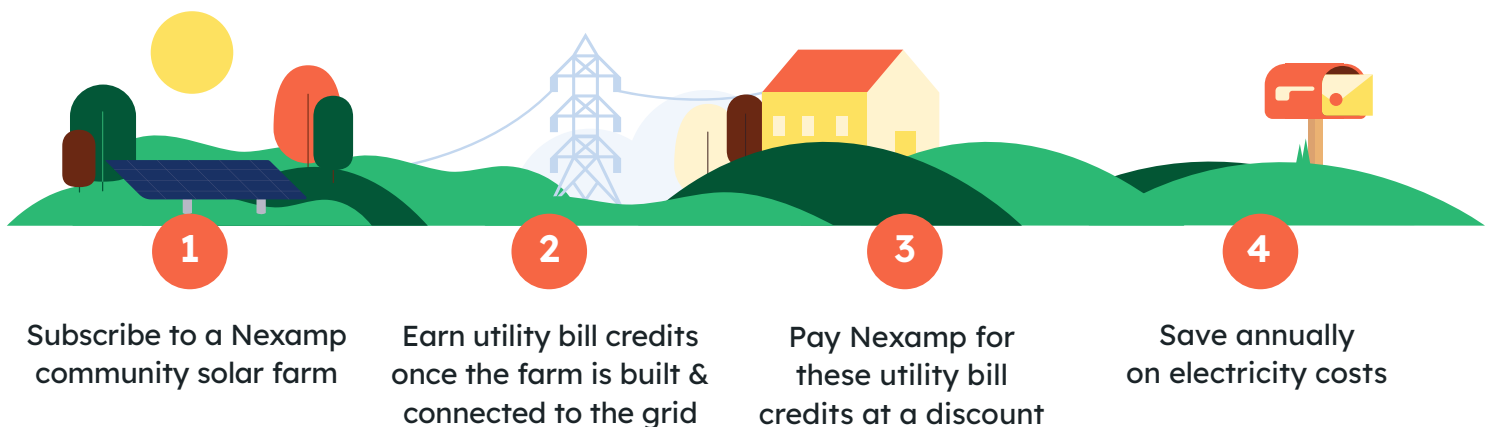 1
2
3
4
Subscribe to a Nexamp
community solar farm
Earn utility bill credits
once the farm is built &
connected to the grid
Pay Nexamp for
these utility bill
credits at a discount
Save annually
on electricity costs